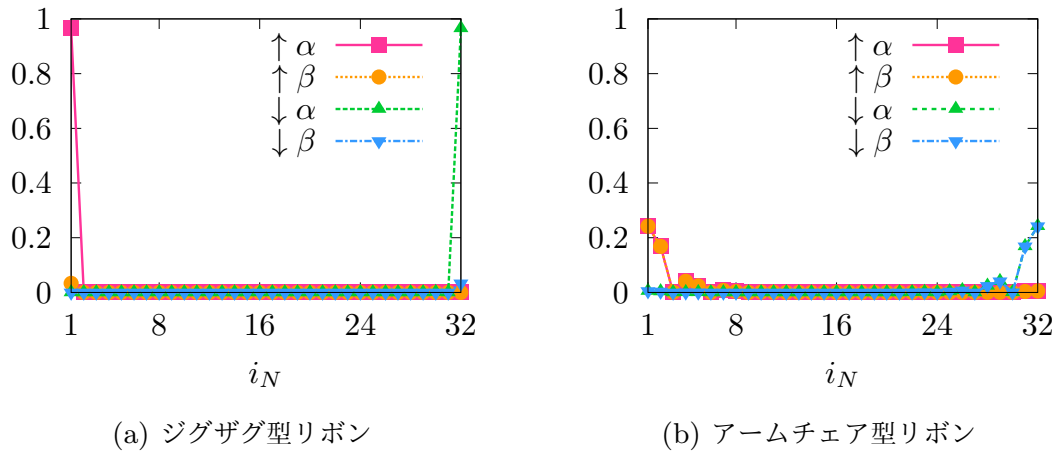 1
0.8
0.6
0.4
0.2
0
1 8 16 24 32
i_N
↑ α
↑ β
↓ α
↓ β
(a) ジグザグ型リボン
1
0.8
0.6
0.4
0.2
0
1 8 16 24 32
i_N
↑ α
↑ β
↓ α
↓ β
(b) アームチェア型リボン